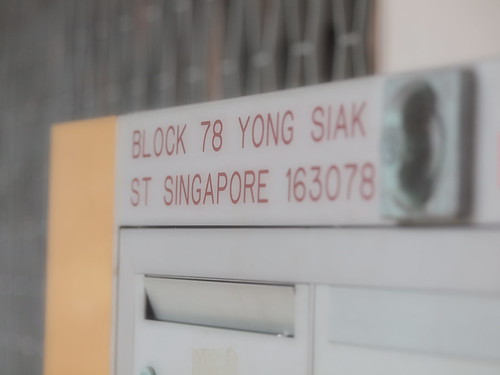 BLOCK 78 YONG SIAK
ST SINGAPORE 163078